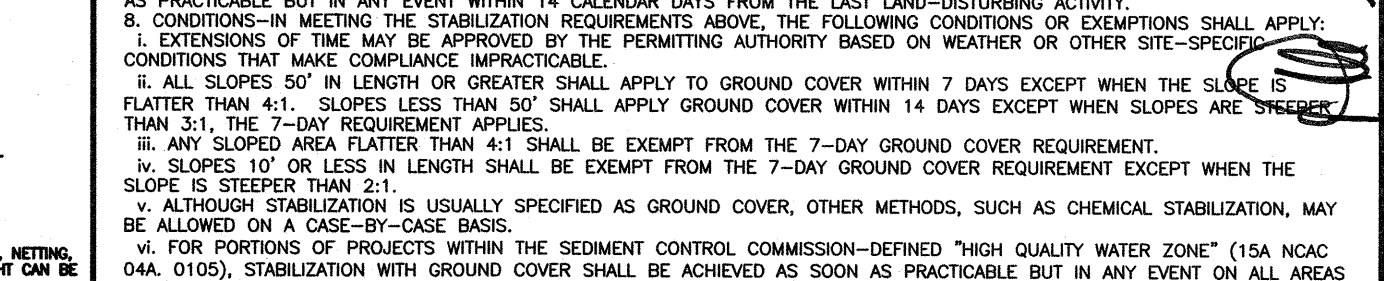 AS PRACTICABLE BUT IN ANY EVENT WITHIN 14 CALENDAR DAYS FROM THE LAST LAND–DISTURBING ACTIVITY.
8. CONDITIONS–IN MEETING THE STABILIZATION REQUIREMENTS ABOVE, THE FOLLOWING CONDITIONS OR EXEMPTIONS SHALL APPLY:
i. EXTENSIONS OF TIME MAY BE APPROVED BY THE PERMITTING AUTHORITY BASED ON WEATHER OR OTHER SITE–SPECIFIC
CONDITIONS THAT MAKE COMPLIANCE IMPRACTICABLE.
ii. ALL SLOPES 50' IN LENGTH OR GREATER SHALL APPLY TO GROUND COVER WITHIN 7 DAYS EXCEPT WHEN THE SLOPE IS
FLATTER THAN 4:1. SLOPES LESS THAN 50' SHALL APPLY GROUND COVER WITHIN 14 DAYS EXCEPT WHEN SLOPES ARE STEEPER
THAN 3:1, THE 7–DAY REQUIREMENT APPLIES.
iii. ANY SLOPED AREA FLATTER THAN 4:1 SHALL BE EXEMPT FROM THE 7–DAY GROUND COVER REQUIREMENT.
iv. SLOPES 10' OR LESS IN LENGTH SHALL BE EXEMPT FROM THE 7–DAY GROUND COVER REQUIREMENT EXCEPT WHEN THE
SLOPE IS STEEPER THAN 2:1.
v. ALTHOUGH STABILIZATION IS USUALLY SPECIFIED AS GROUND COVER, OTHER METHODS, SUCH AS CHEMICAL STABILIZATION, MAY
BE ALLOWED ON A CASE–BY–CASE BASIS.
vi. FOR PORTIONS OF PROJECTS WITHIN THE SEDIMENT CONTROL COMMISSION–DEFINED "HIGH QUALITY WATER ZONE" (15A NCAC
04A. 0105), STABILIZATION WITH GROUND COVER SHALL BE ACHIEVED AS SOON AS PRACTICABLE BUT IN ANY EVENT ON ALL AREAS
, NETTING,
HT CAN BE